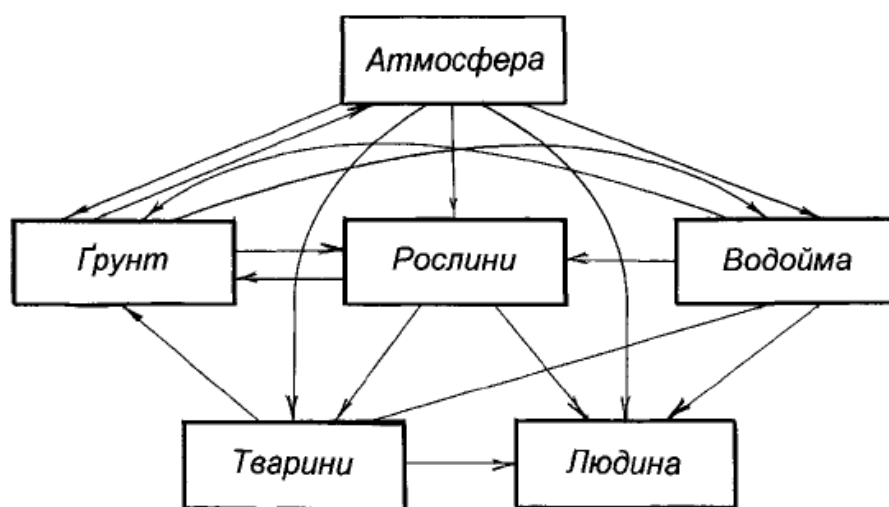 Атмосфера
Ґрунт
Рослини
Водойма
Тварини
Людина